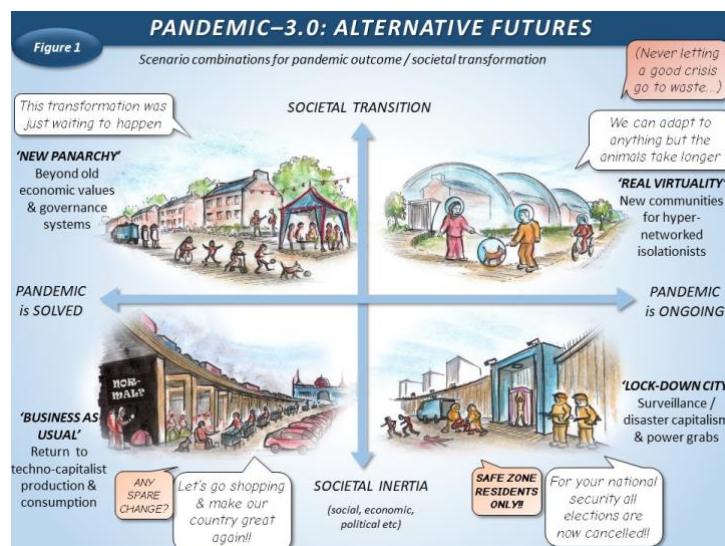 PANDEMIC–3.0: ALTERNATIVE FUTURES
Figure 1
Scenario combinations for pandemic outcome / societal transformation
(Never letting
a good crisis
go to waste...)
This transformation was
just waiting to happen
SOCIETAL TRANSITION
We can adapt to
anything but the
animals take longer
'NEW PANARCHY'
Beyond old
economic values
& governance
systems
'REAL VIRTUALITY'
New communities
for hyper-
networked
isolationists
PANDEMIC
is SOLVED
PANDEMIC
is ONGOING
NOR-
MAL?
'BUSINESS AS
USUAL'
Return to
techno-capitalist
production &
consumption
'LOCK-DOWN CITY'
Surveillance /
disaster capitalism
& power grabs
ANY
SPARE
CHANGE?
Let's go shopping
& make our
country great
again!!
SOCIETAL INERTIA
(social, economic,
political etc)
SAFE ZONE
RESIDENTS
ONLY!!
For your national
security all
elections are
now cancelled!!